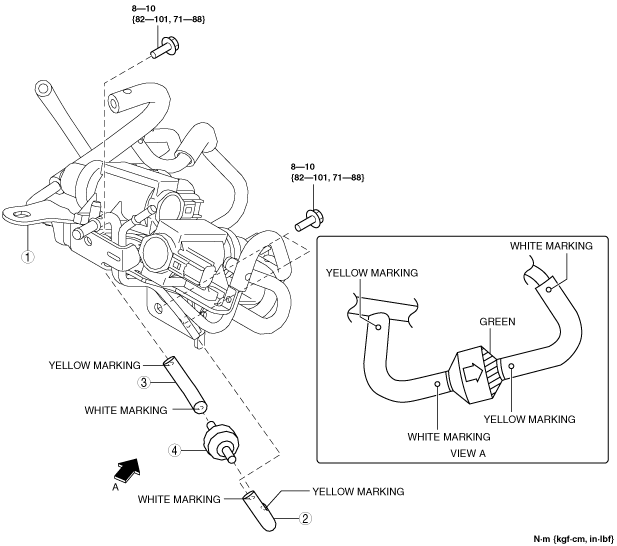 8—10
{82—101, 71—88}
8—10
{82—101, 71—88}
1
WHITE MARKING
YELLOW MARKING
GREEN
YELLOW MARKING
WHITE MARKING
VIEW A
YELLOW MARKING
3
WHITE MARKING
4
A
WHITE MARKING
YELLOW MARKING
2
N·m {kgf·cm, in·lbf}